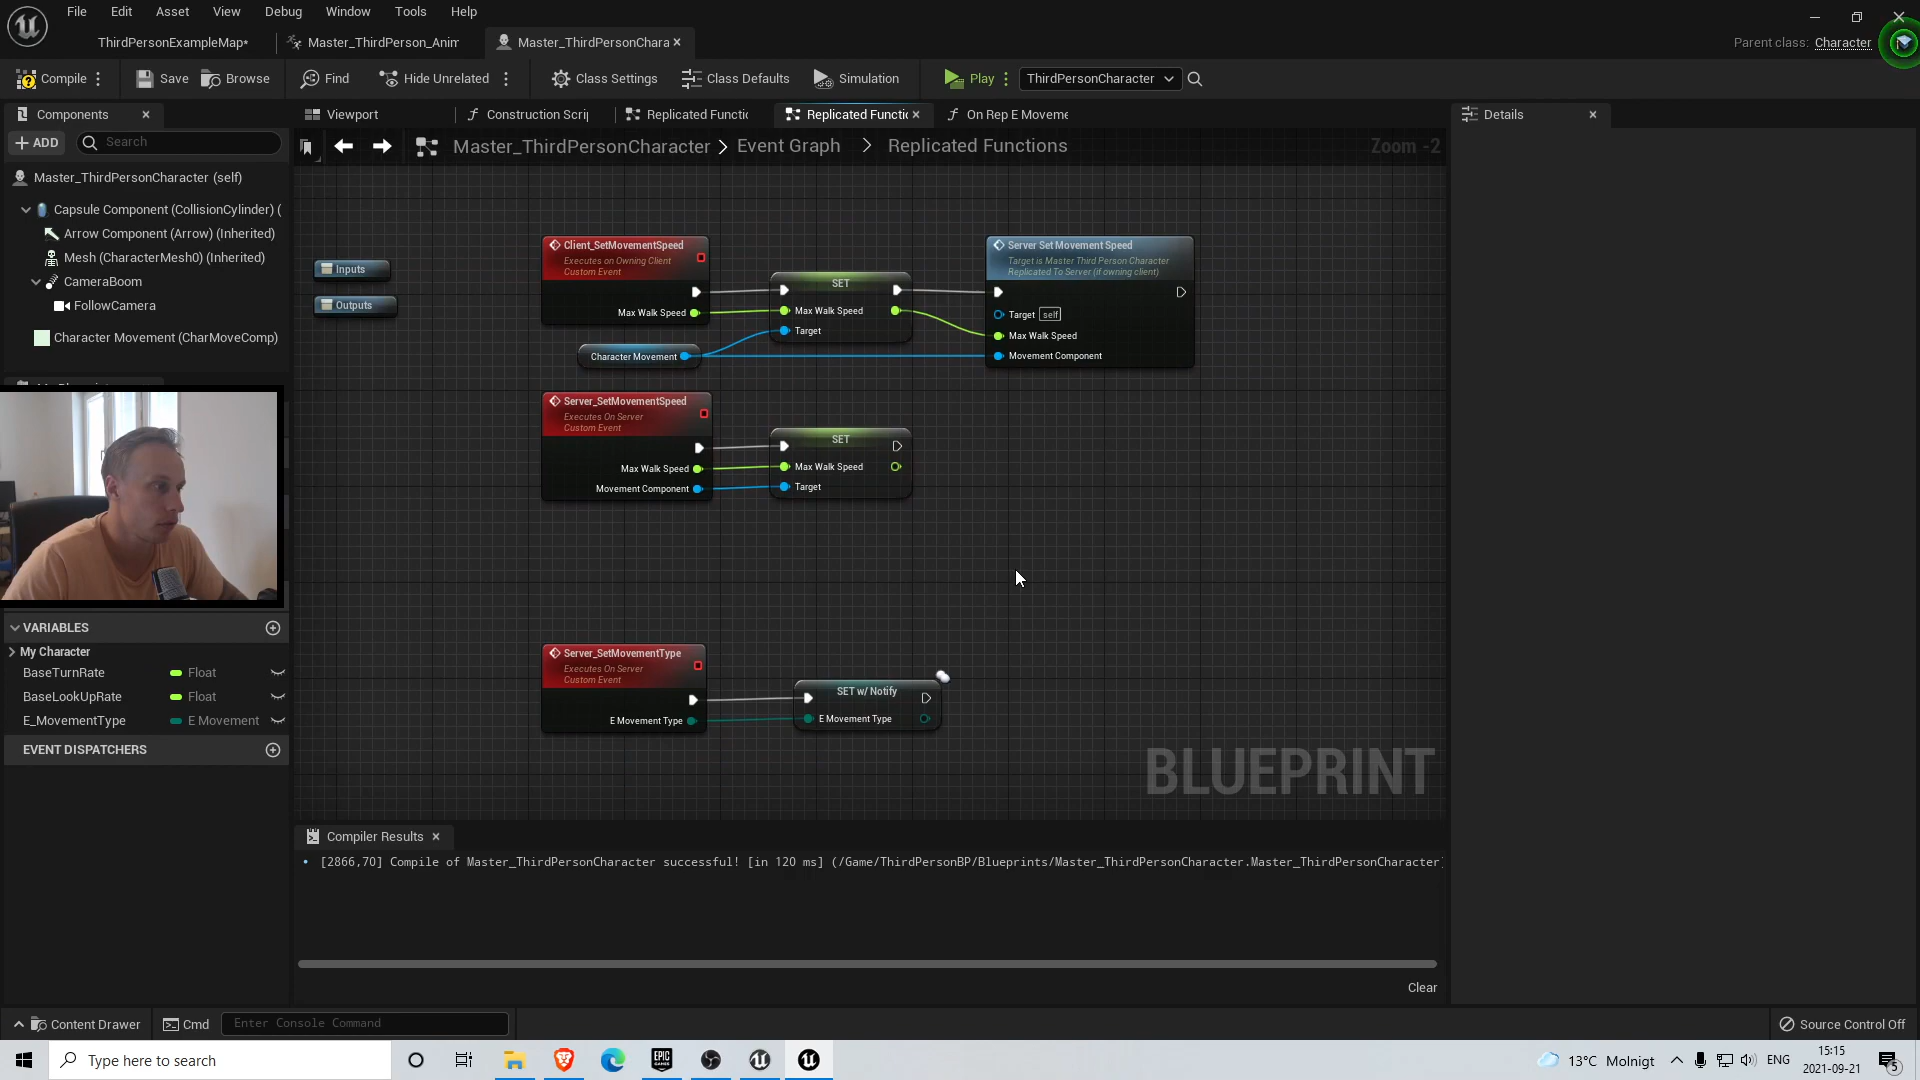 File Edit Asset View Debug Window Tools Help
ThirdPersonExampleMap* Master_ThirdPerson_Anim Master_ThirdPersonChara Parent class: Character
Compile Save Browse Find Hide Unrelated Class Settings Class Defaults Simulation Play ThirdPersonCharacter
Components Viewport Construction Scrip Replicated Functio Replicated Functio On Rep E Moveme Details
ADD Search Master_ThirdPersonCharacter > Event Graph > Replicated Functions Zoom -2
Master_ThirdPersonCharacter (self)
Capsule Component (CollisionCylinder) (
Arrow Component (Arrow) (Inherited)
Mesh (CharacterMesh0) (Inherited)
CameraBoom
FollowCamera
Character Movement (CharMoveComp)
Inputs
Outputs
Client_SetMovementSpeed
Executes on Owning Client
Custom Event
Max Walk Speed
Character Movement
SET
Max Walk Speed
Target
Server Set Movement Speed
Target is Master Third Person Character
Replicated To Server (if owning client)
Target self
Max Walk Speed
Movement Component
Server_SetMovementSpeed
Executes On Server
Custom Event
Max Walk Speed
Movement Component
SET
Max Walk Speed
Target
Server_SetMovementType
Executes On Server
Custom Event
E Movement Type
SET w/ Notify
E Movement Type
BLUEPRINT
VARIABLES
My Character
BaseTurnRate Float
BaseLookUpRate Float
E_MovementType E Movement
EVENT DISPATCHERS
Compiler Results
[2866,70] Compile of Master_ThirdPersonCharacter successful! [in 120 ms] (/Game/ThirdPersonBP/Blueprints/Master_ThirdPersonCharacter.Master_ThirdPersonCharacter)
Clear
Content Drawer Cmd Enter Console Command Source Control Off
Type here to search EPIC GAMES 13°C Molnigt ENG 15:15
2021-09-21 5